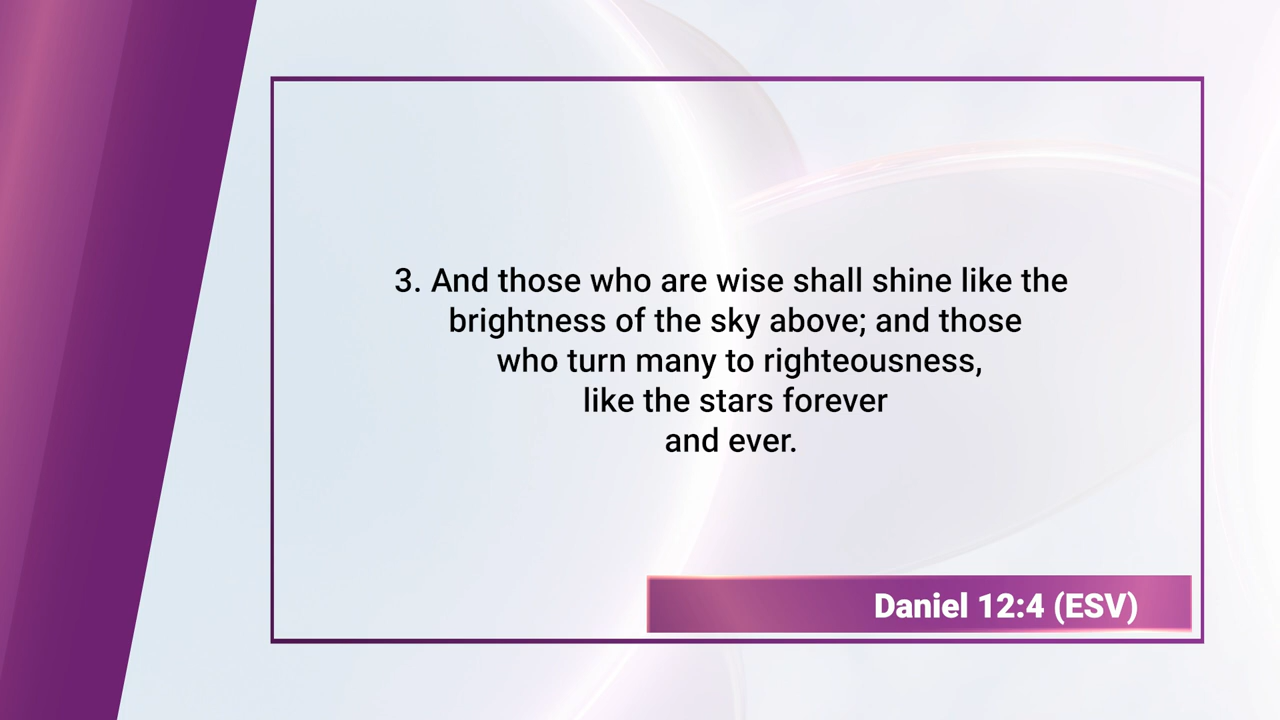 3. And those who are wise shall shine like the
brightness of the sky above; and those
who turn many to righteousness,
like the stars forever
and ever.
Daniel 12:4 (ESV)